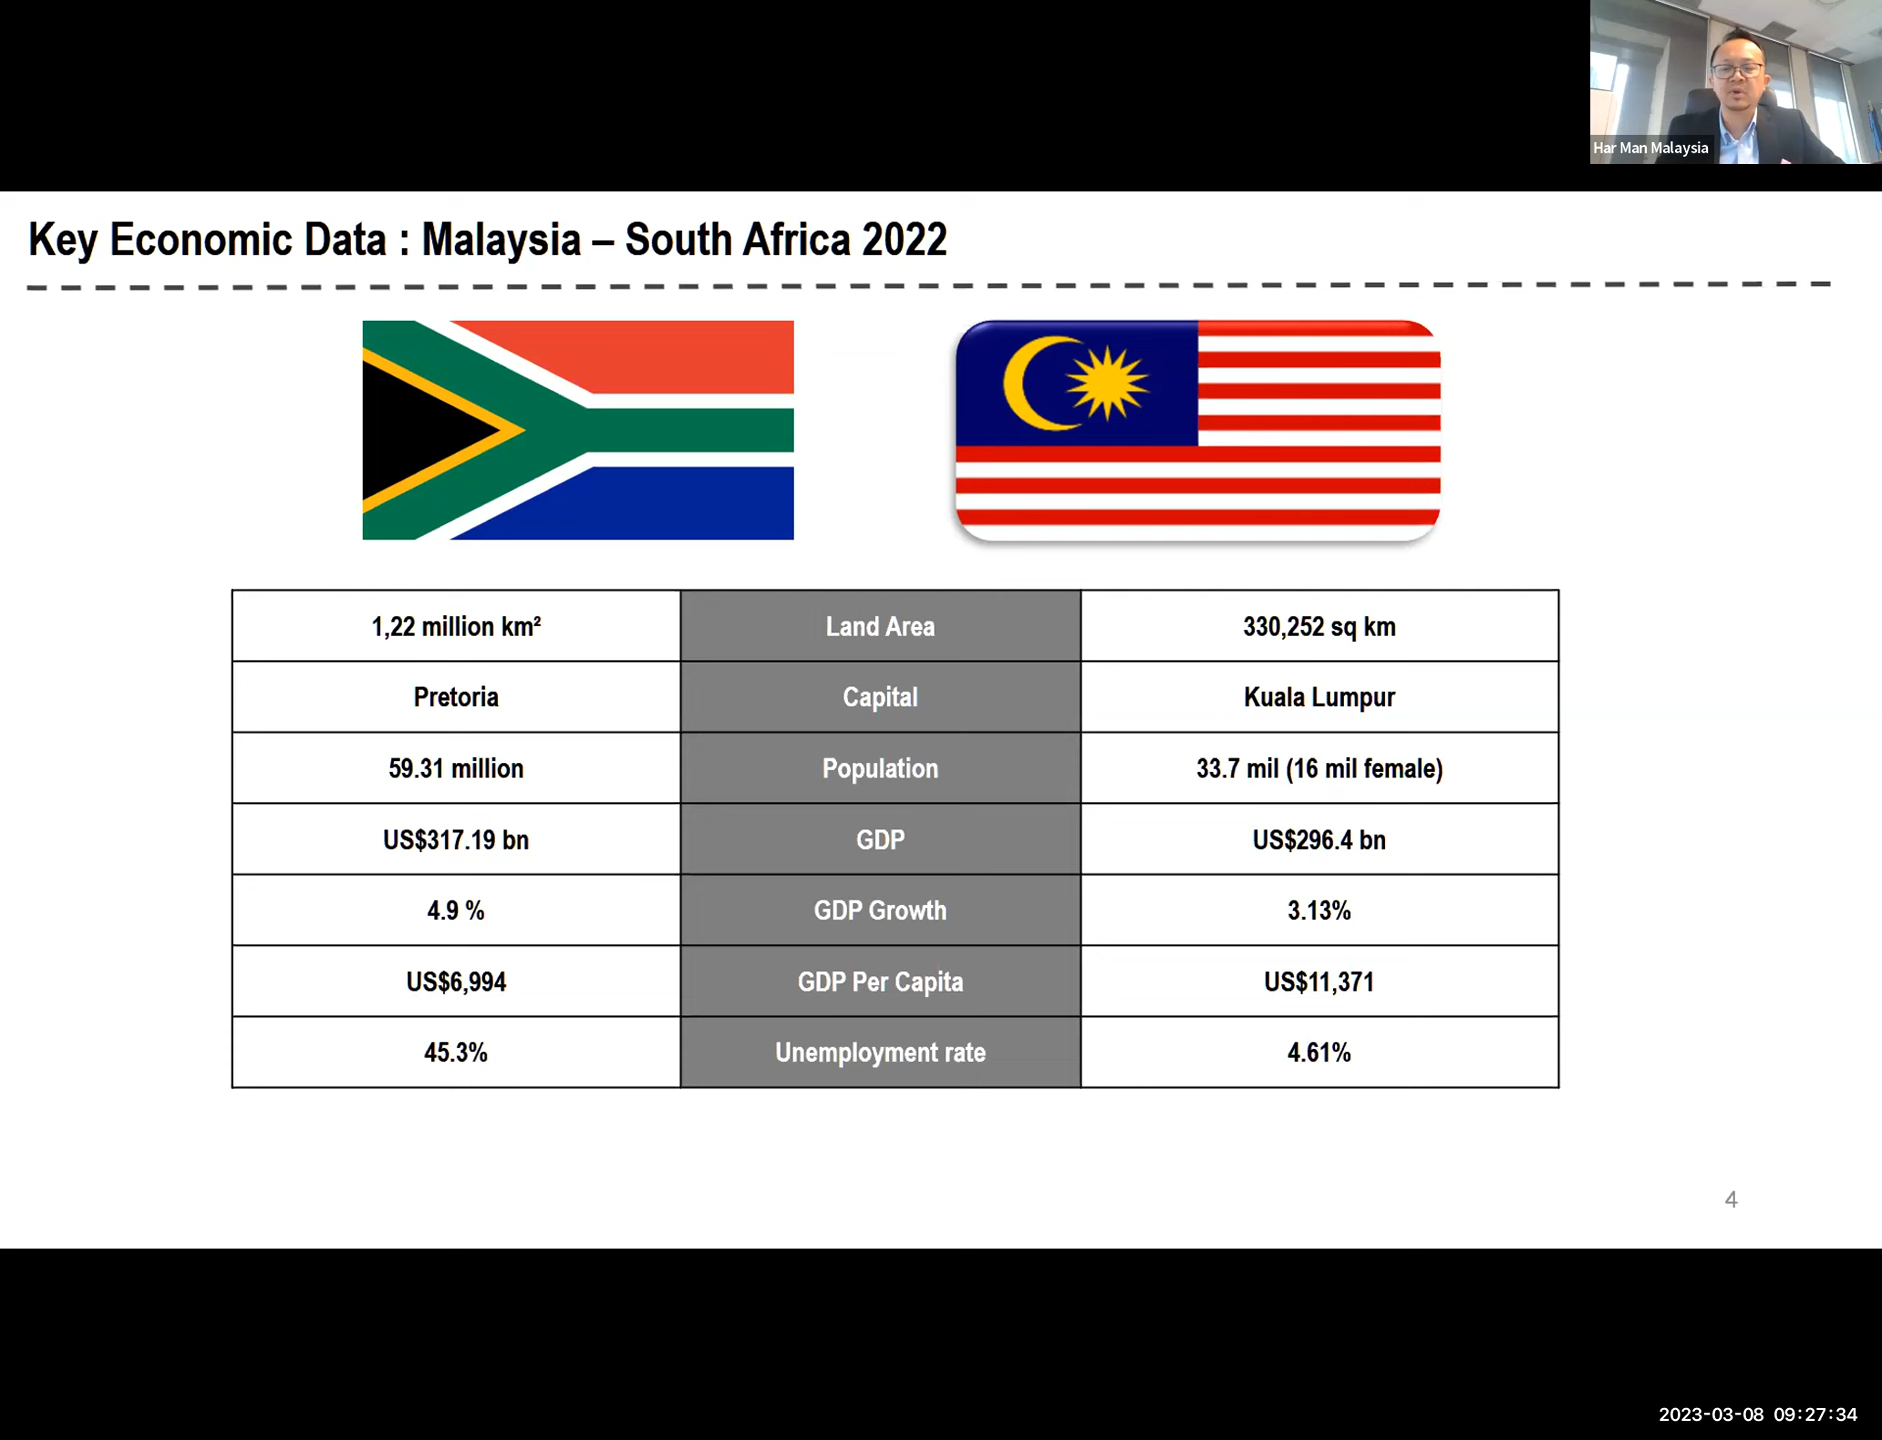 Har Man Malaysia
Key Economic Data : Malaysia – South Africa 2022
1,22 million km² Land Area 330,252 sq km
Pretoria Capital Kuala Lumpur
59.31 million Population 33.7 mil (16 mil female)
US$317.19 bn GDP US$296.4 bn
4.9 % GDP Growth 3.13%
US$6,994 GDP Per Capita US$11,371
45.3% Unemployment rate 4.61%
4
2023-03-08 09:27:34